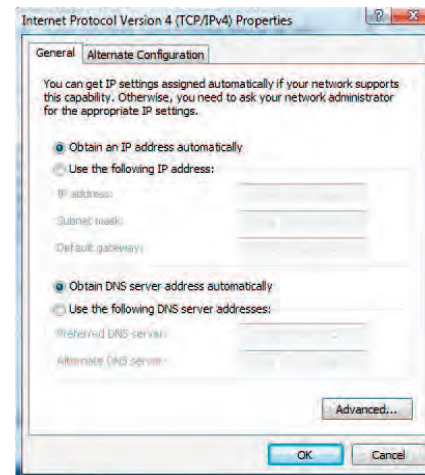 Internet Protocol Version 4 (TCP/IPv4) Properties
General
Alternate Configuration
You can get IP settings assigned automatically if your network supports
this capability. Otherwise, you need to ask your network administrator
for the appropriate IP settings.
Obtain an IP address automatically
Use the following IP address:
IP address:
Subnet mask:
Default gateway:
Obtain DNS server address automatically
Use the following DNS server addresses:
Preferred DNS server:
Alternate DNS server:
Advanced...
OK
Cancel